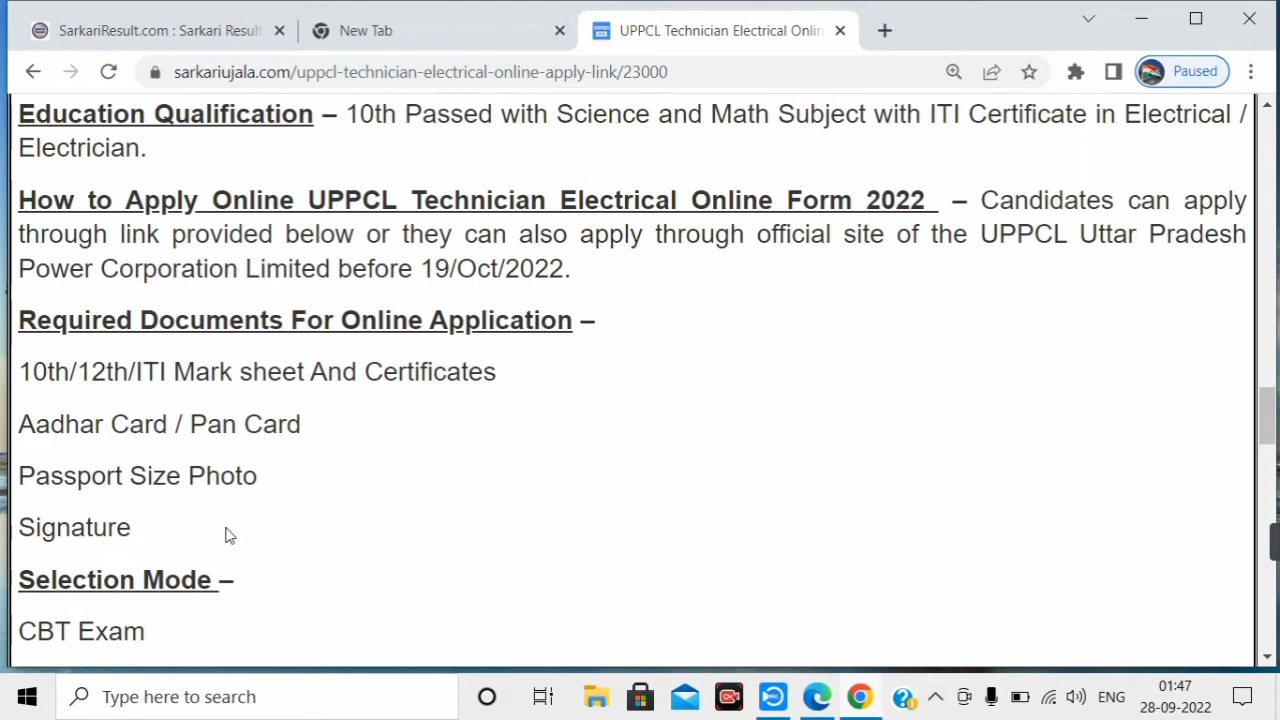 SarkariResult.com : Sarkari Result
New Tab
UPPCL Technician Electrical Onlin
sarkariujala.com/uppcl-technician-electrical-online-apply-link/23000
Paused
Education Qualification – 10th Passed with Science and Math Subject with ITI Certificate in Electrical /
Electrician.
How to Apply Online UPPCL Technician Electrical Online Form 2022 – Candidates can apply
through link provided below or they can also apply through official site of the UPPCL Uttar Pradesh
Power Corporation Limited before 19/Oct/2022.
Required Documents For Online Application –
10th/12th/ITI Mark sheet And Certificates
Aadhar Card / Pan Card
Passport Size Photo
Signature
Selection Mode –
CBT Exam
Type here to search
ENG
01:47
28-09-2022